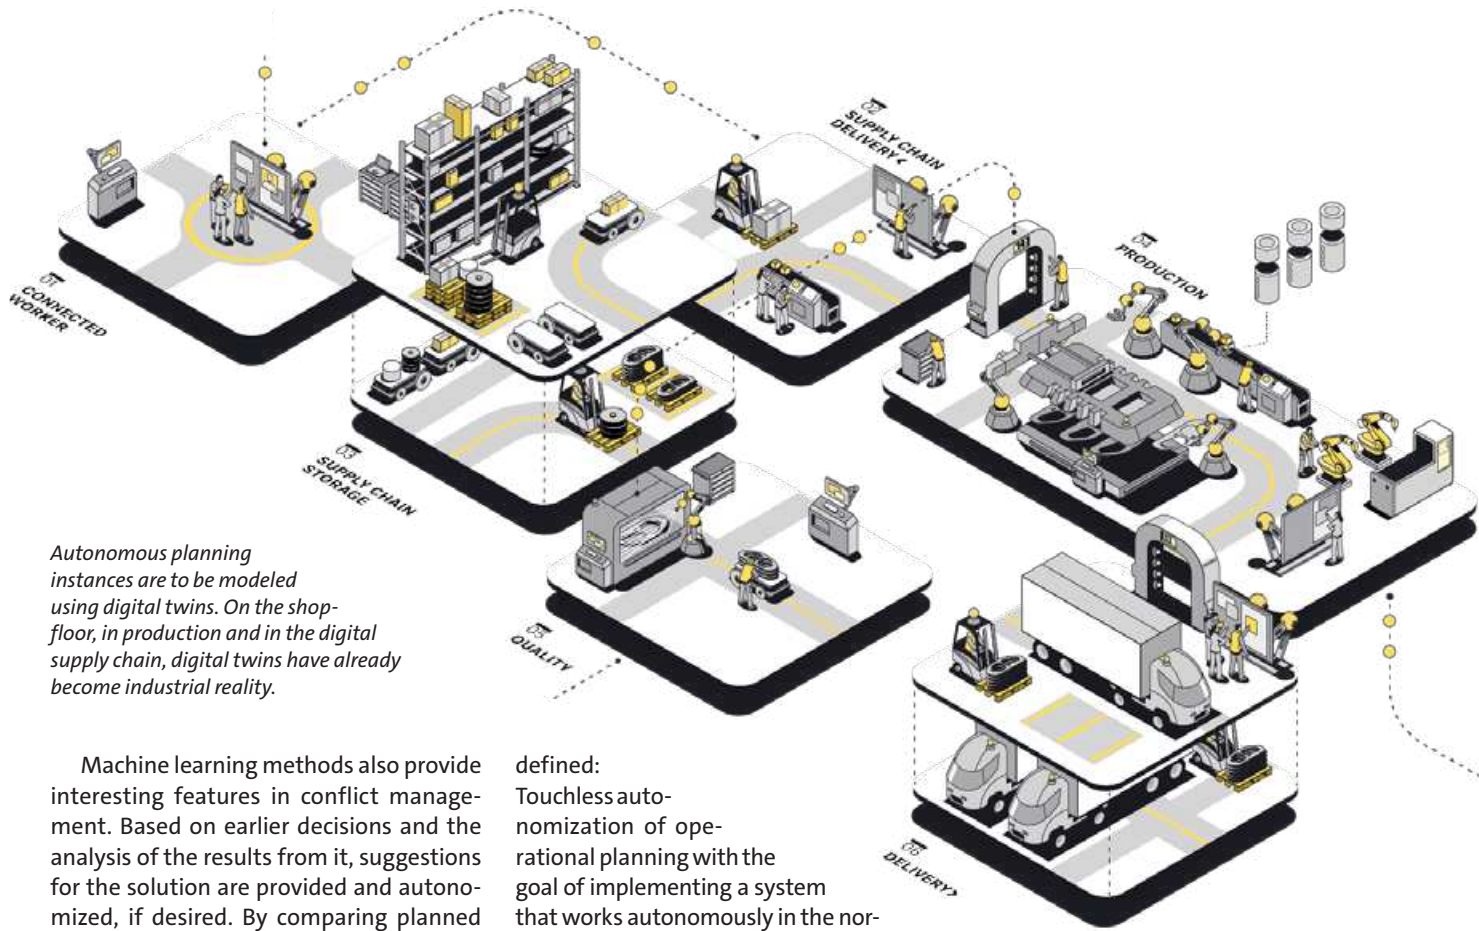 01
CONNECTED
WORKER
02
SUPPLY CHAIN
DELIVERY <
03
SUPPLY CHAIN
STORAGE
04
PRODUCTION
05
QUALITY
06
DELIVERY>
Autonomous planning
instances are to be modeled
using digital twins. On the shop-
floor, in production and in the digital
supply chain, digital twins have already
become industrial reality.
Machine learning methods also provide
interesting features in conflict manage-
ment. Based on earlier decisions and the
analysis of the results from it, suggestions
for the solution are provided and autono-
mized, if desired. By comparing planned
defined:
Touchless auto-
nomization of ope-
rational planning with the
goal of implementing a system
that works autonomously in the nor-